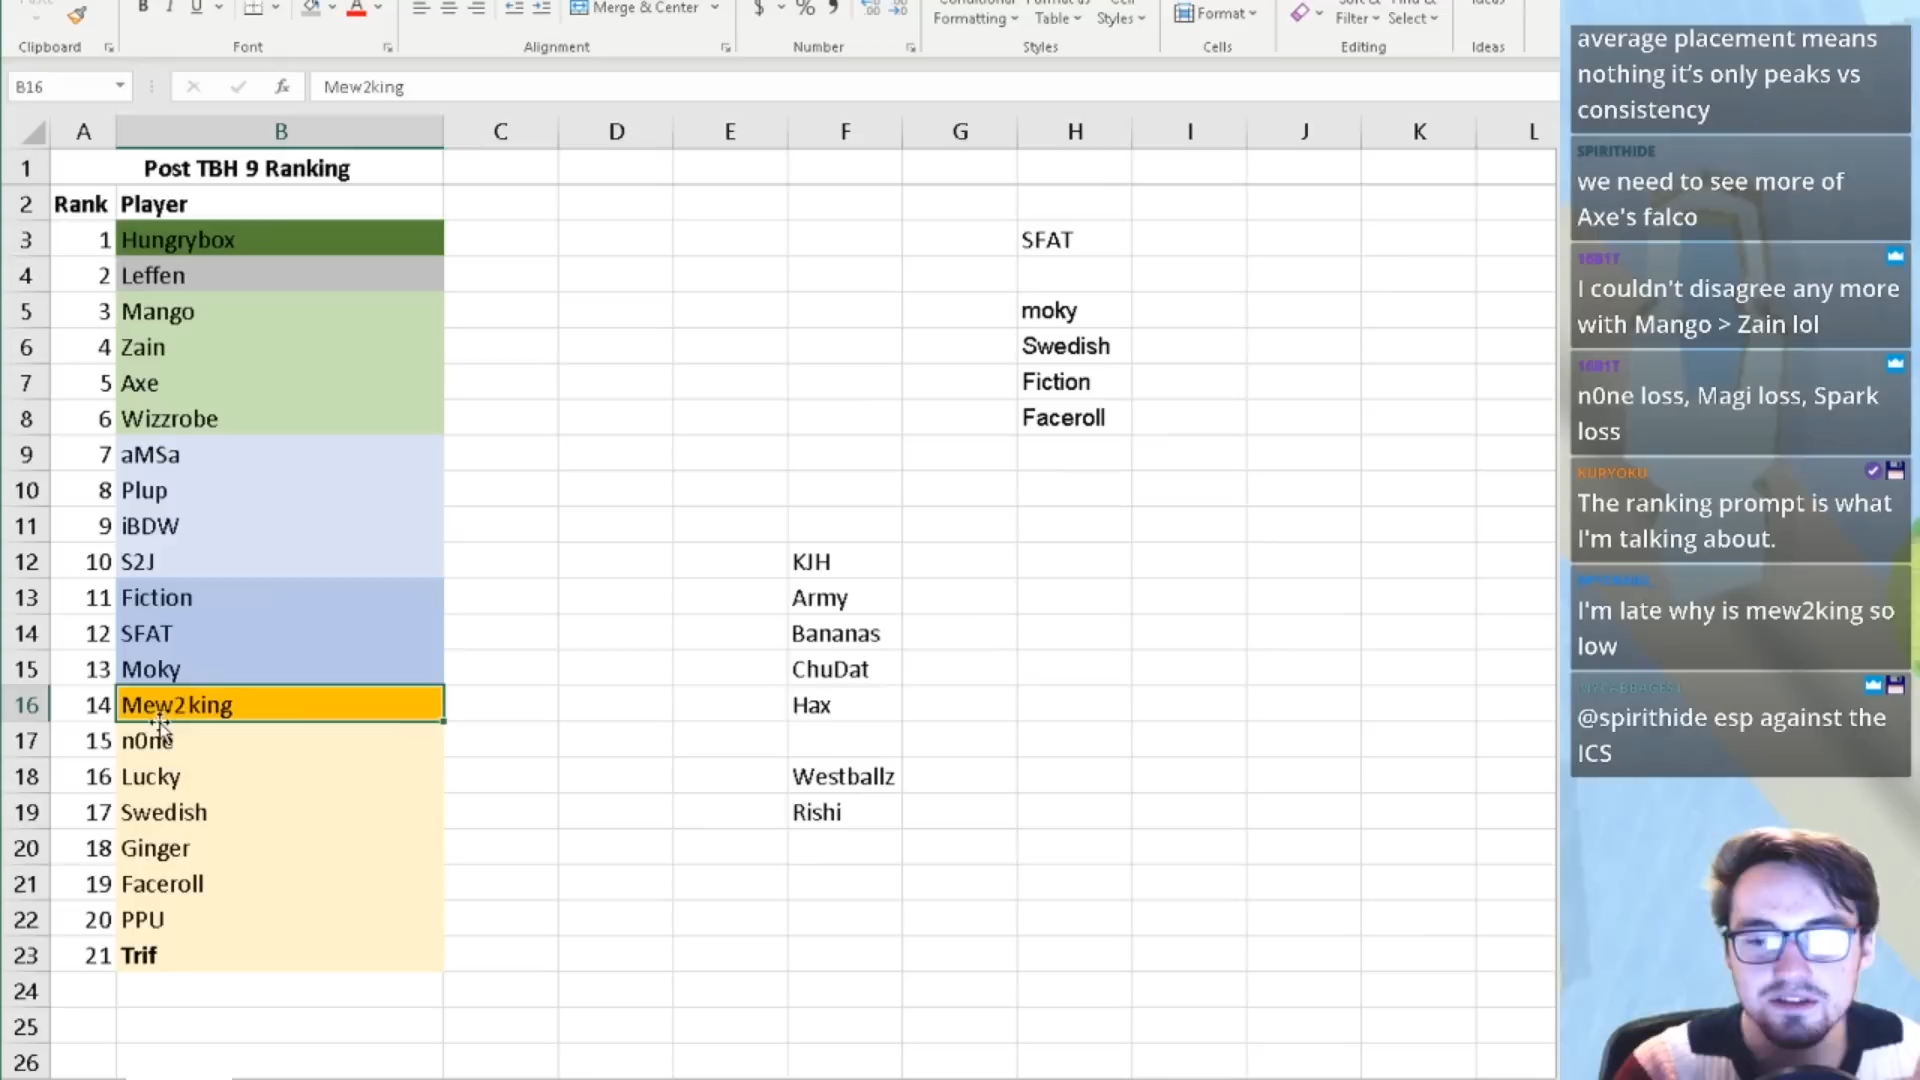 Clipboard
Font
Alignment
Merge & Center
$ % ,
Number
Formatting
Table
Styles
Styles
Format
Cells
Filter
Select
Editing
Ideas
B16
fx
Mew2king
A B C D E F G H I J K L
1 Post TBH 9 Ranking
2 Rank Player
3 1 Hungrybox SFAT
4 2 Leffen
5 3 Mango moky
6 4 Zain Swedish
7 5 Axe Fiction
8 6 Wizzrobe Faceroll
9 7 aMSa
10 8 Plup
11 9 iBDW
12 10 S2J KJH
13 11 Fiction Army
14 12 SFAT Bananas
15 13 Moky ChuDat
16 14 Mew2king Hax
17 15 n0ne
18 16 Lucky Westballz
19 17 Swedish Rishi
20 18 Ginger
21 19 Faceroll
22 20 PPU
23 21 Trif
24
25
26
average placement means
nothing it’s only peaks vs
consistency
SPIRITHIDE
we need to see more of
Axe's falco
16B1T
I couldn't disagree any more
with Mango > Zain lol
16B1T
n0ne loss, Magi loss, Spark
loss
KURYOKU
The ranking prompt is what
I'm talking about.
I'm late why is mew2king so
low
@spirithide esp against the
ICS